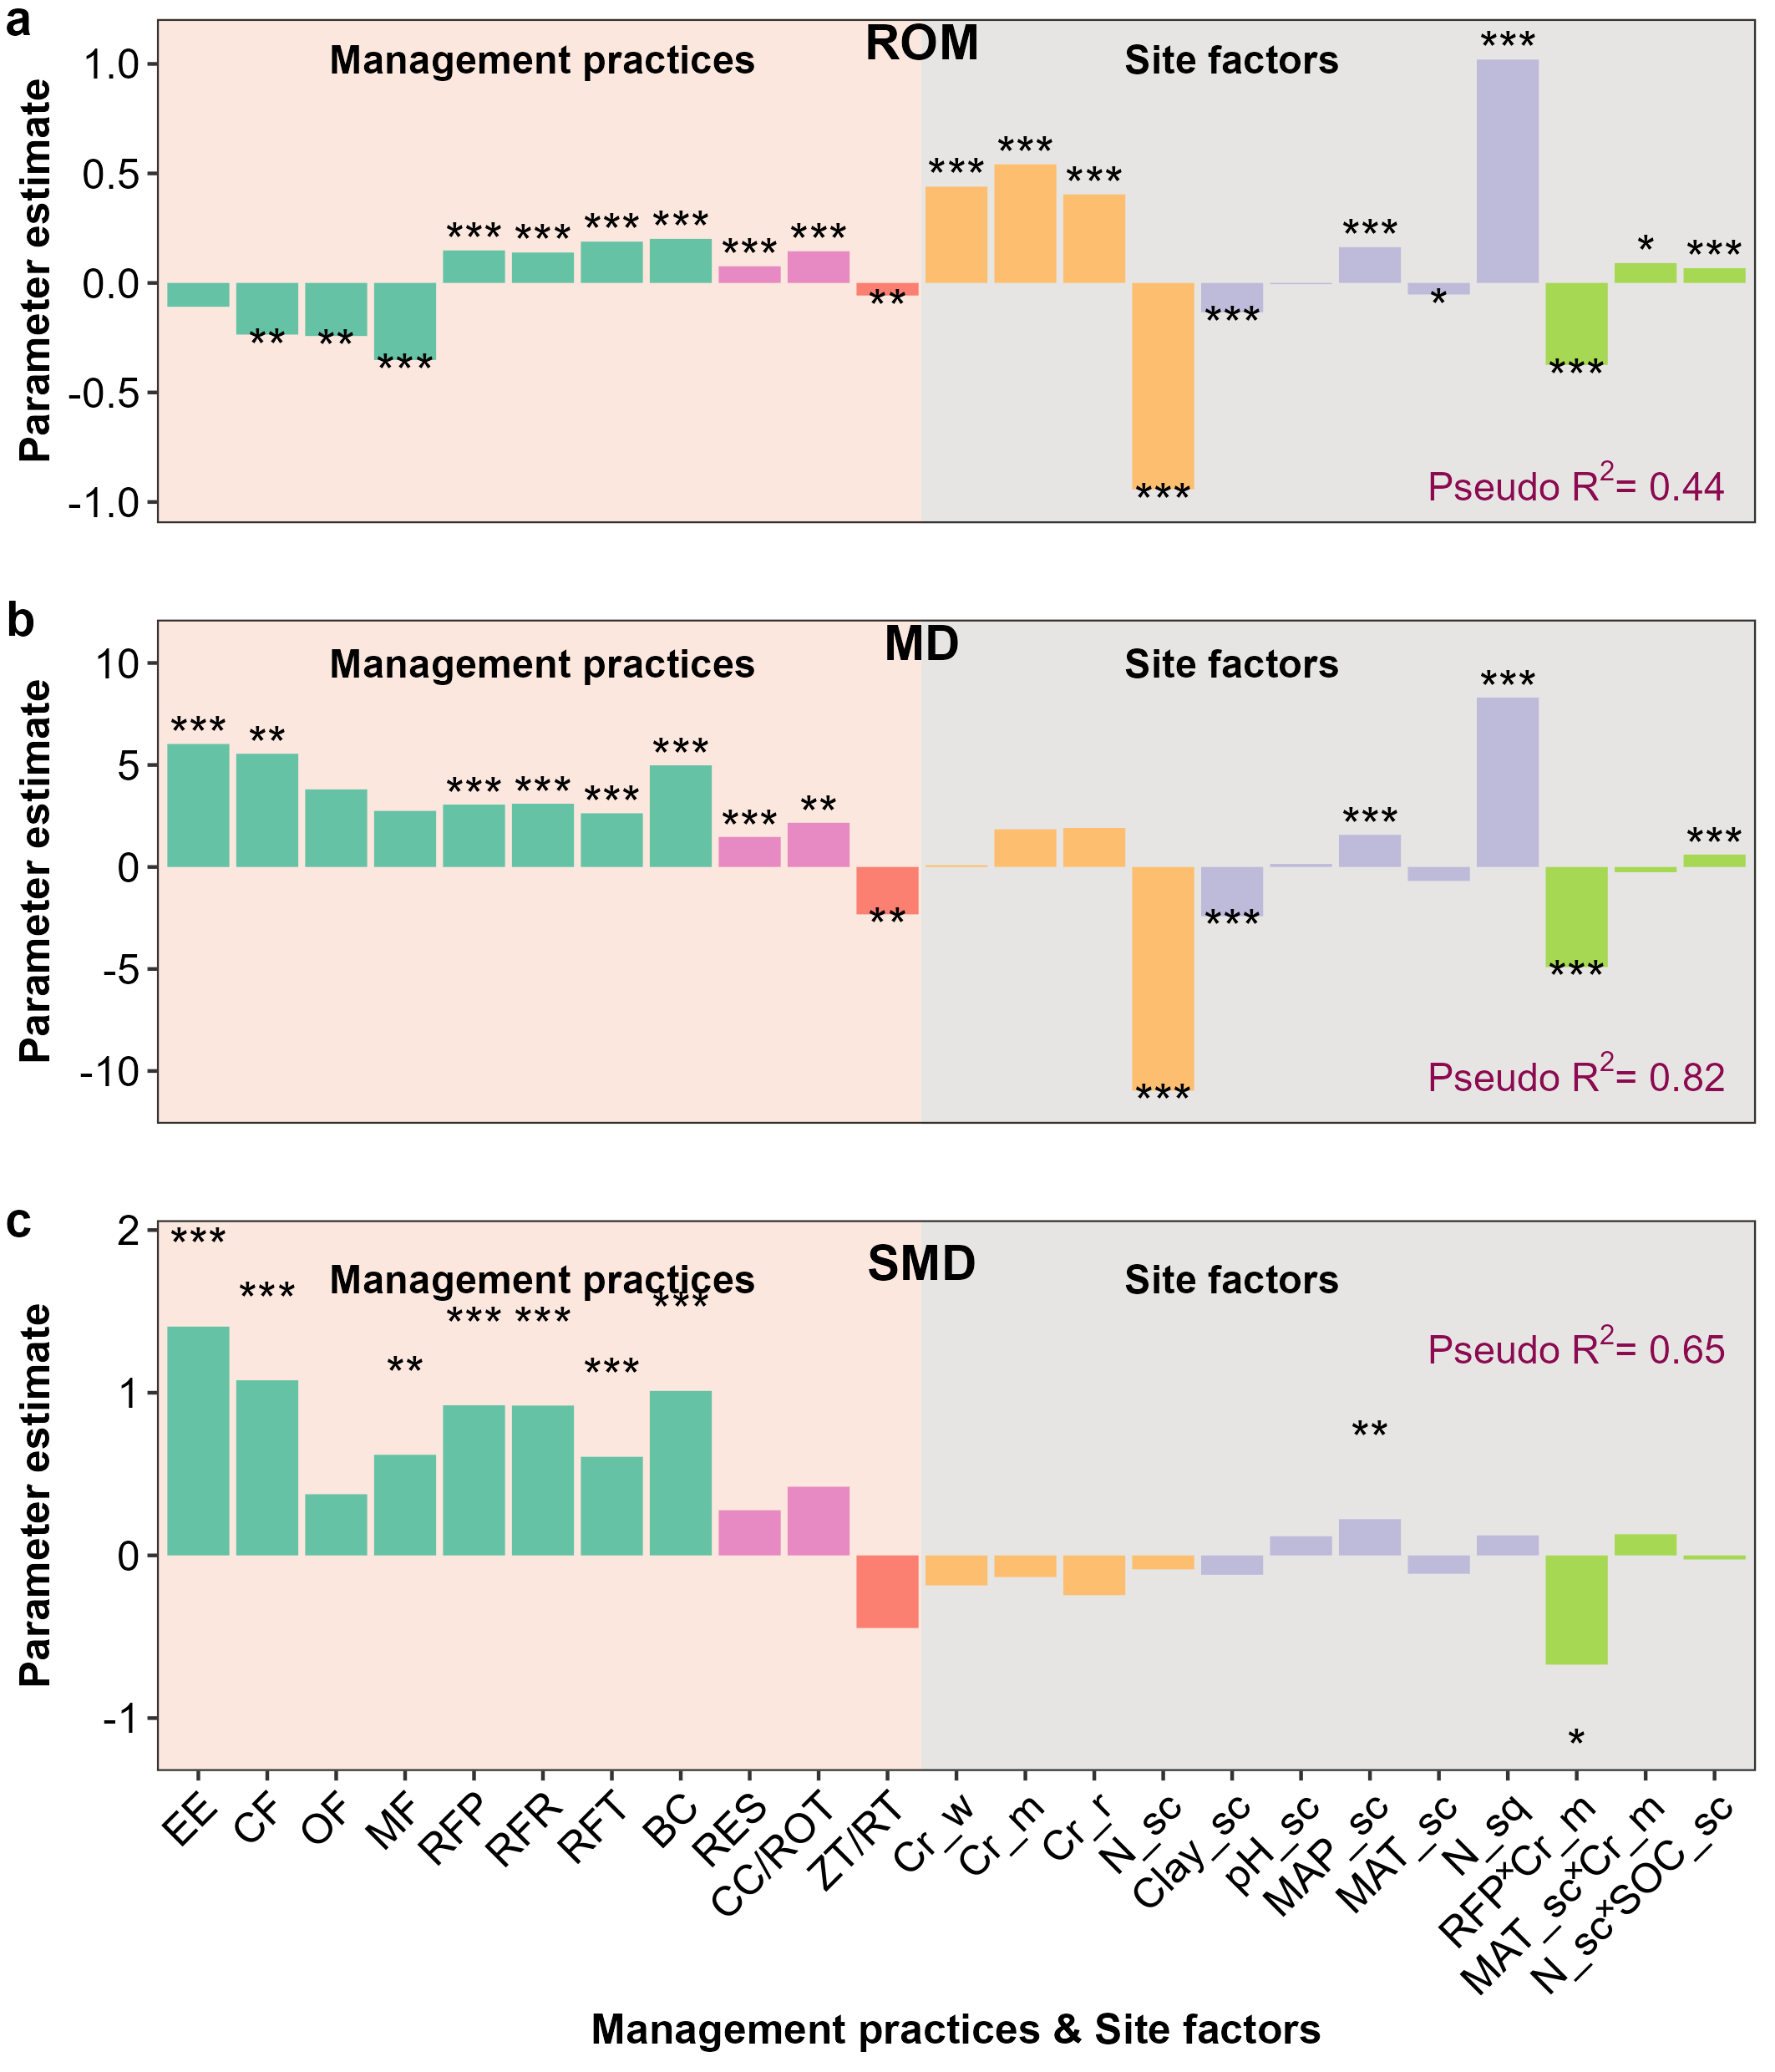 a
ROM
Management practices
Site factors
Parameter estimate
1.0
0.5
0.0
-0.5
-1.0
*** *** *** *** *** *** ***
** ** *** **
*** *** *** *** *** * ***
*** *** * ***
Pseudo R2= 0.44
b
MD
Management practices
Site factors
Parameter estimate
10
5
0
-5
-10
*** ** *** *** *** *** *** ** **
*** *** *** *** *** ***
Pseudo R2= 0.82
c
SMD
Management practices
Site factors
Parameter estimate
2
1
0
-1
*** *** ** *** *** *** ***
** *
Pseudo R2= 0.65
EE
CF
OF
MF
RFP
RFR
RFT
BC
RES
CC/ROT
ZT/RT
Cr_w
Cr_m
Cr_r
N_sc
Clay_sc
pH_sc
MAP_sc
MAT_sc
N_sq
RFP×Cr_m
MAT_sc×Cr_m
N_sc×SOC_sc
Management practices & Site factors